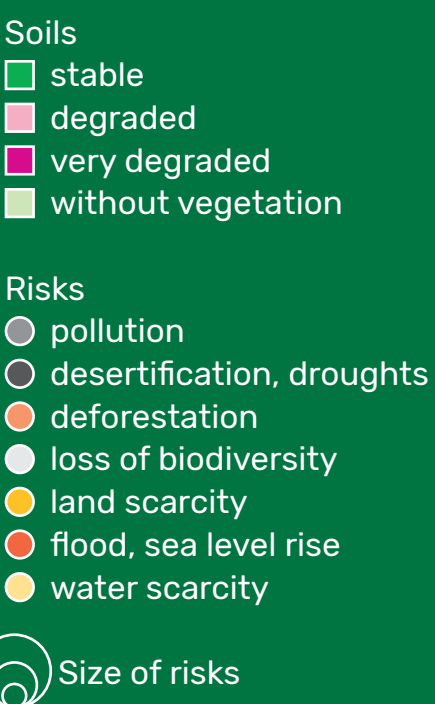 Soils
stable
degraded
very degraded
without vegetation
Risks
pollution
desertification, droughts
deforestation
loss of biodiversity
land scarcity
flood, sea level rise
water scarcity
Size of risks